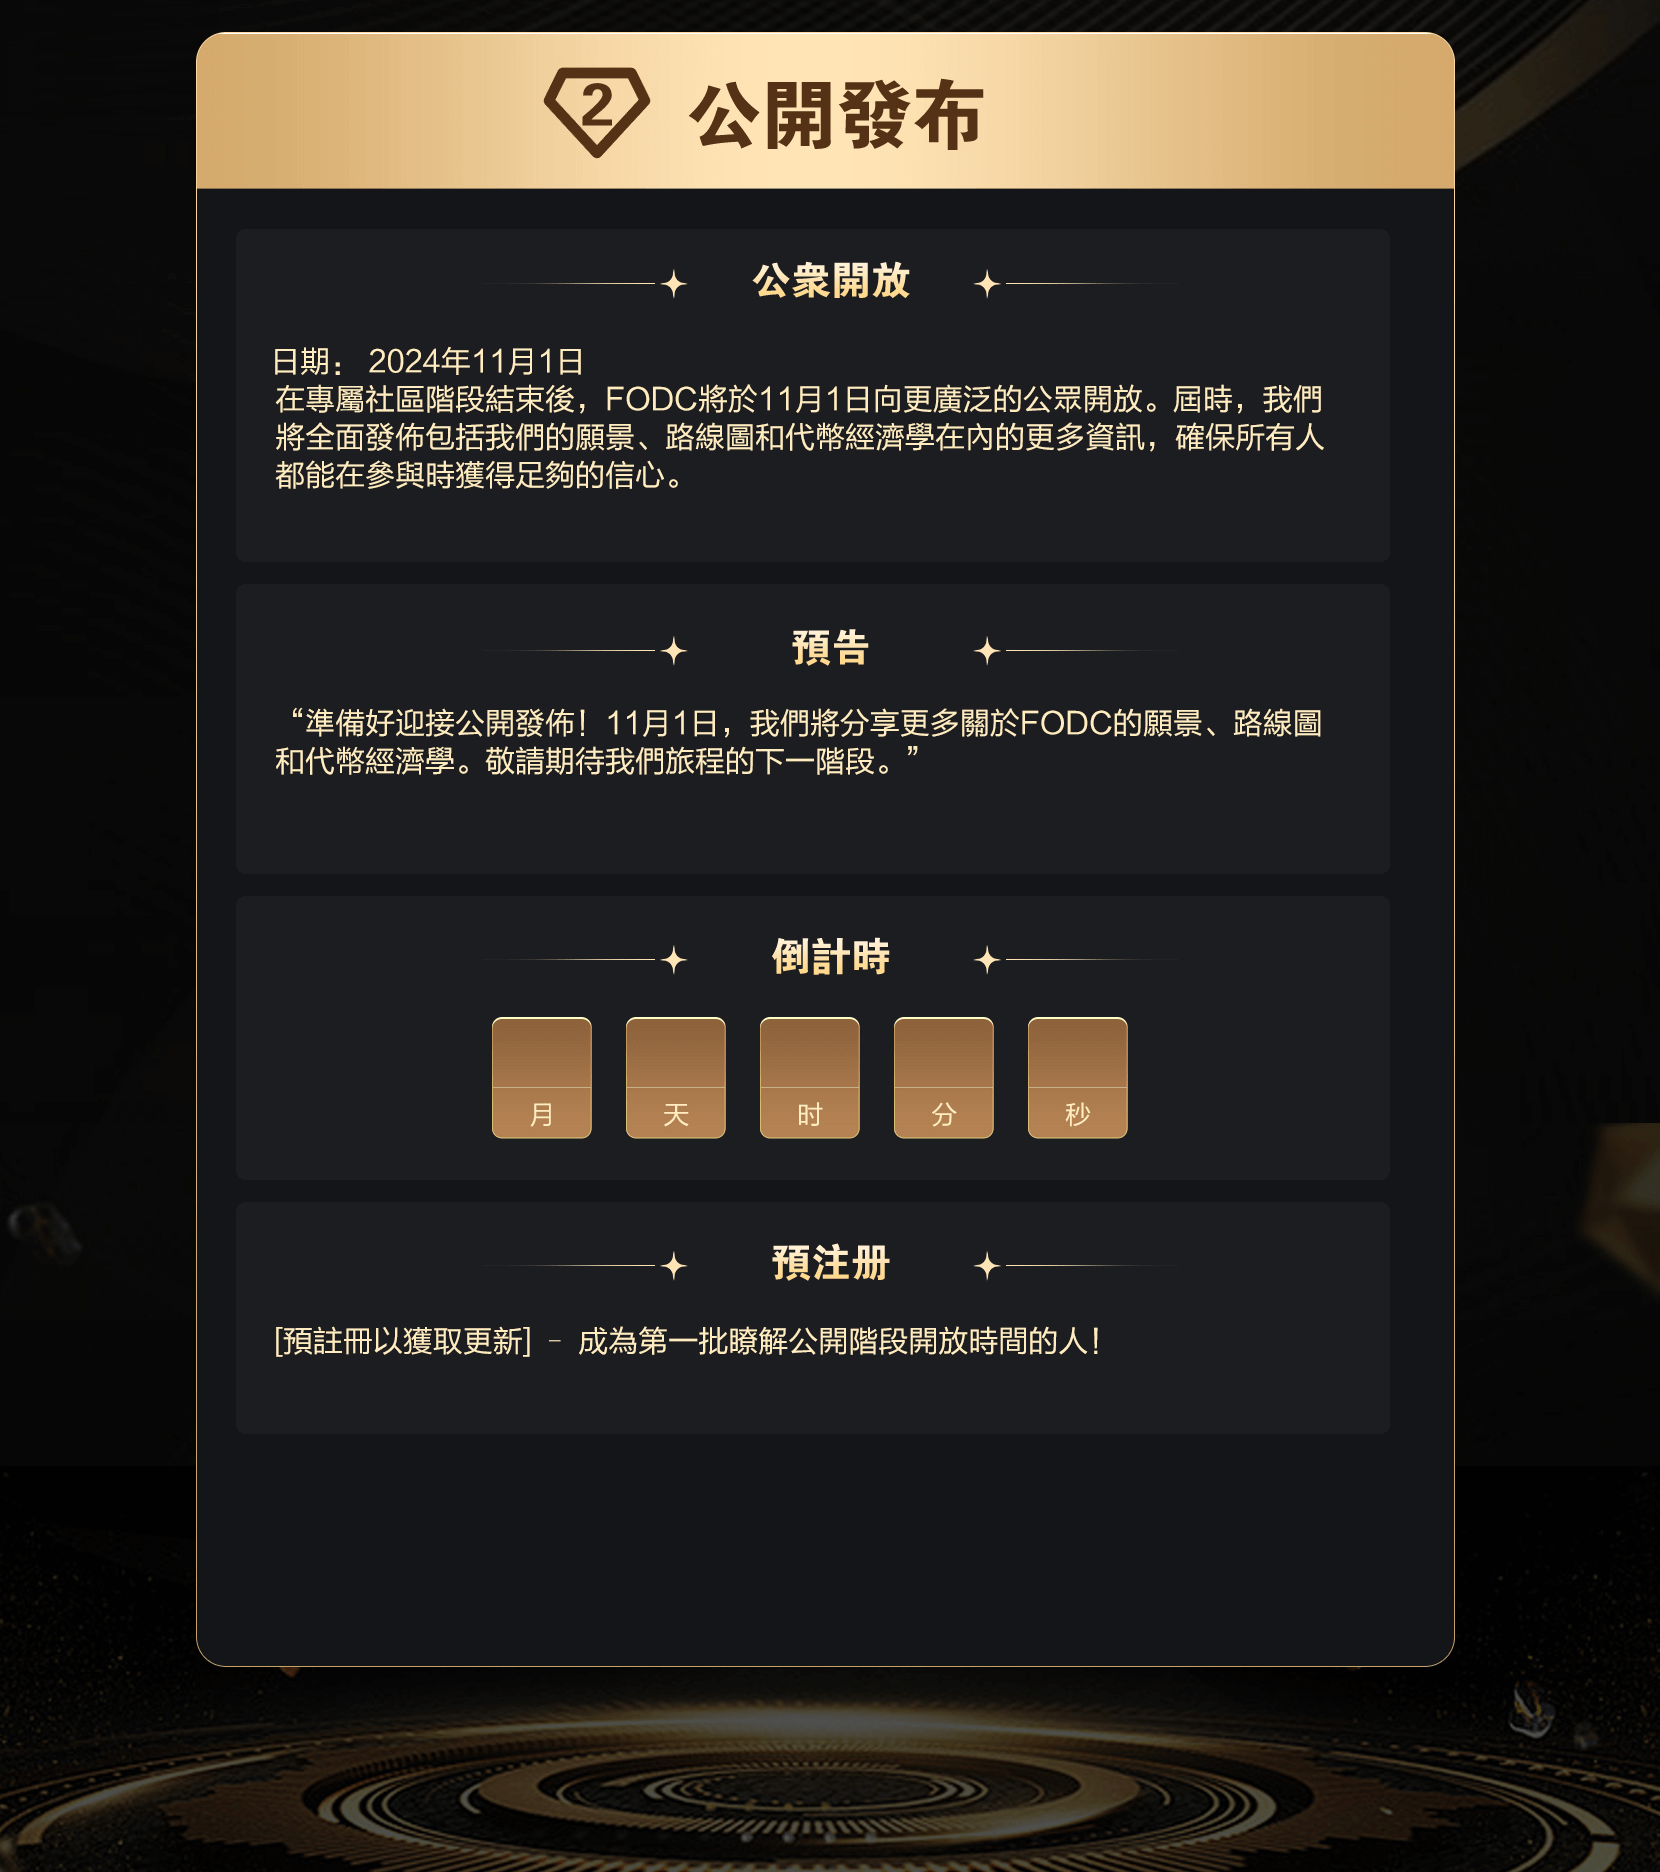 2 公開發布
公衆開放
日期： 2024年11月1日
在專屬社區階段結束後，FODC將於11月1日向更廣泛的公眾開放。屆時，我們
將全面發佈包括我們的願景、路線圖和代幣經濟學在內的更多資訊，確保所有人
都能在參與時獲得足夠的信心。
預告
“準備好迎接公開發佈！11月1日，我們將分享更多關於FODC的願景、路線圖
和代幣經濟學。敬請期待我們旅程的下一階段。”
倒計時
月 天 时 分 秒
預注册
[預註冊以獲取更新] – 成為第一批瞭解公開階段開放時間的人！